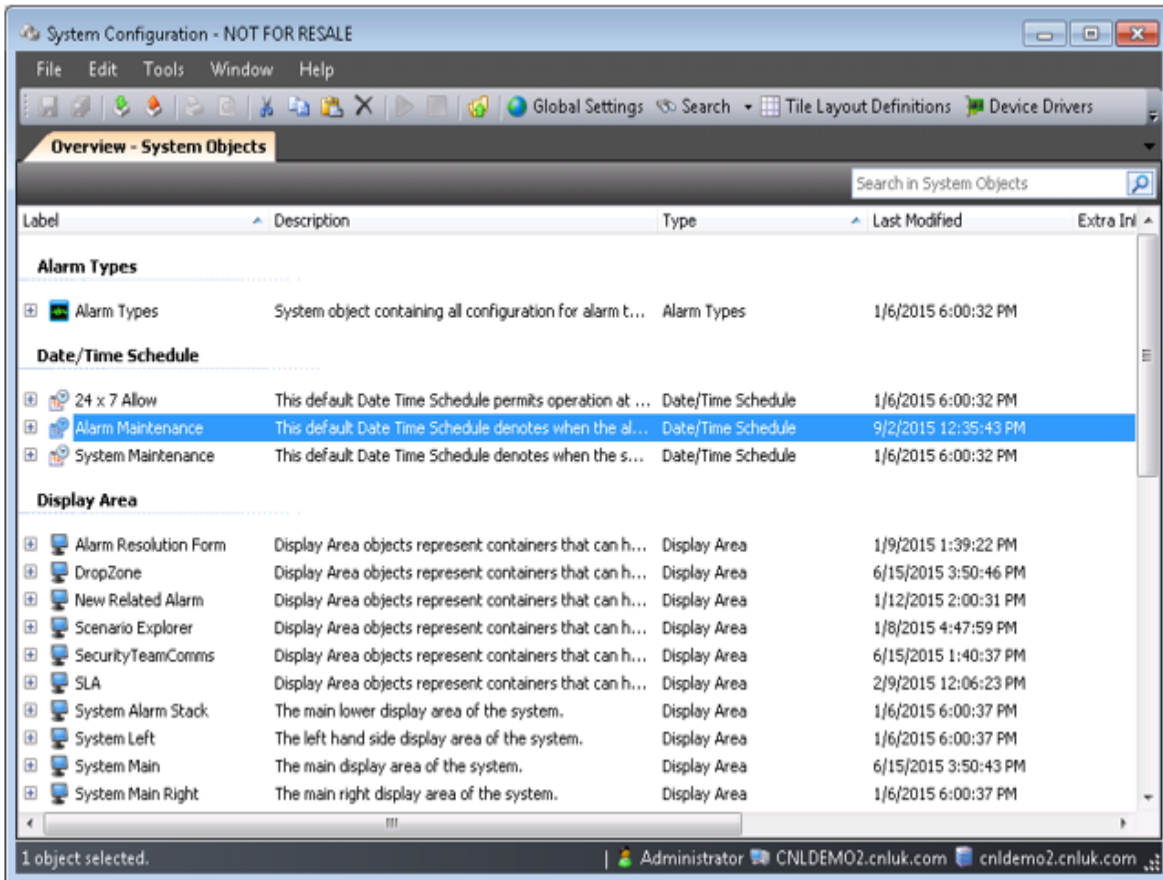 System Configuration - NOT FOR RESALE
File Edit Tools Window Help
Global Settings Search Tile Layout Definitions Device Drivers
Overview - System Objects
Search in System Objects
Label Description Type Last Modified Extra Inf
Alarm Types
Alarm Types System object containing all configuration for alarm t... Alarm Types 1/6/2015 6:00:32 PM
Date/Time Schedule
24 x 7 Allow This default Date Time Schedule permits operation at ... Date/Time Schedule 1/6/2015 6:00:32 PM
Alarm Maintenance This default Date Time Schedule denotes when the al... Date/Time Schedule 9/2/2015 12:35:43 PM
System Maintenance This default Date Time Schedule denotes when the s... Date/Time Schedule 1/6/2015 6:00:32 PM
Display Area
Alarm Resolution Form Display Area objects represent containers that can h... Display Area 1/9/2015 1:39:22 PM
DropZone Display Area objects represent containers that can h... Display Area 6/15/2015 3:50:46 PM
New Related Alarm Display Area objects represent containers that can h... Display Area 1/12/2015 2:00:31 PM
Scenario Explorer Display Area objects represent containers that can h... Display Area 1/8/2015 4:47:59 PM
SecurityTeamComms Display Area objects represent containers that can h... Display Area 6/15/2015 1:40:37 PM
SLA Display Area objects represent containers that can h... Display Area 2/9/2015 12:06:23 PM
System Alarm Stack The main lower display area of the system. Display Area 1/6/2015 6:00:37 PM
System Left The left hand side display area of the system. Display Area 1/6/2015 6:00:37 PM
System Main The main display area of the system. Display Area 6/15/2015 3:50:43 PM
System Main Right The main right display area of the system. Display Area 1/6/2015 6:00:37 PM
1 object selected. | Administrator CNLDEMO2.cnluk.com cnldemo2.cnluk.com